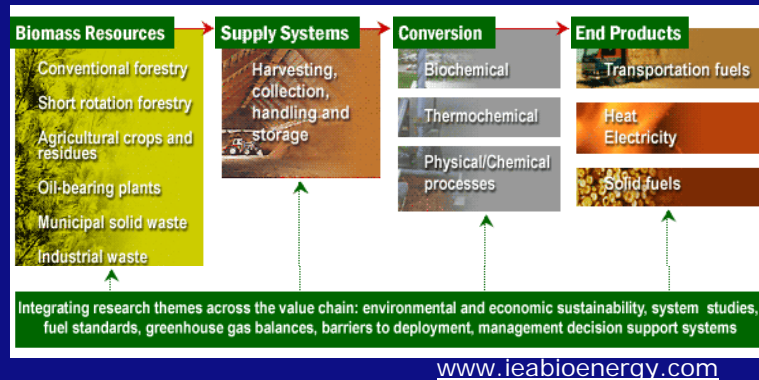 Biomass Resources
Conventional forestry
Short rotation forestry
Agricultural crops and
residues
Oil-bearing plants
Municipal solid waste
Industrial waste
Supply Systems
Harvesting,
collection,
handling and
storage
Conversion
Biochemical
Thermochemical
Physical/Chemical
processes
End Products
Transportation fuels
Heat
Electricity
Solid fuels
Integrating research themes across the value chain: environmental and economic sustainability, system studies,
fuel standards, greenhouse gas balances, barriers to deployment, management decision support systems
www.ieabioenergy.com